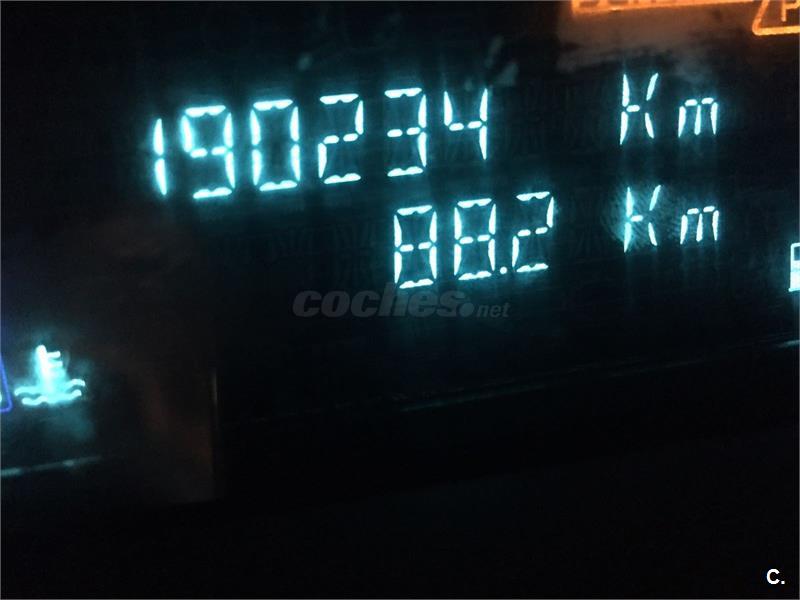 190234 Km
88.2 Km
coches.net
C.